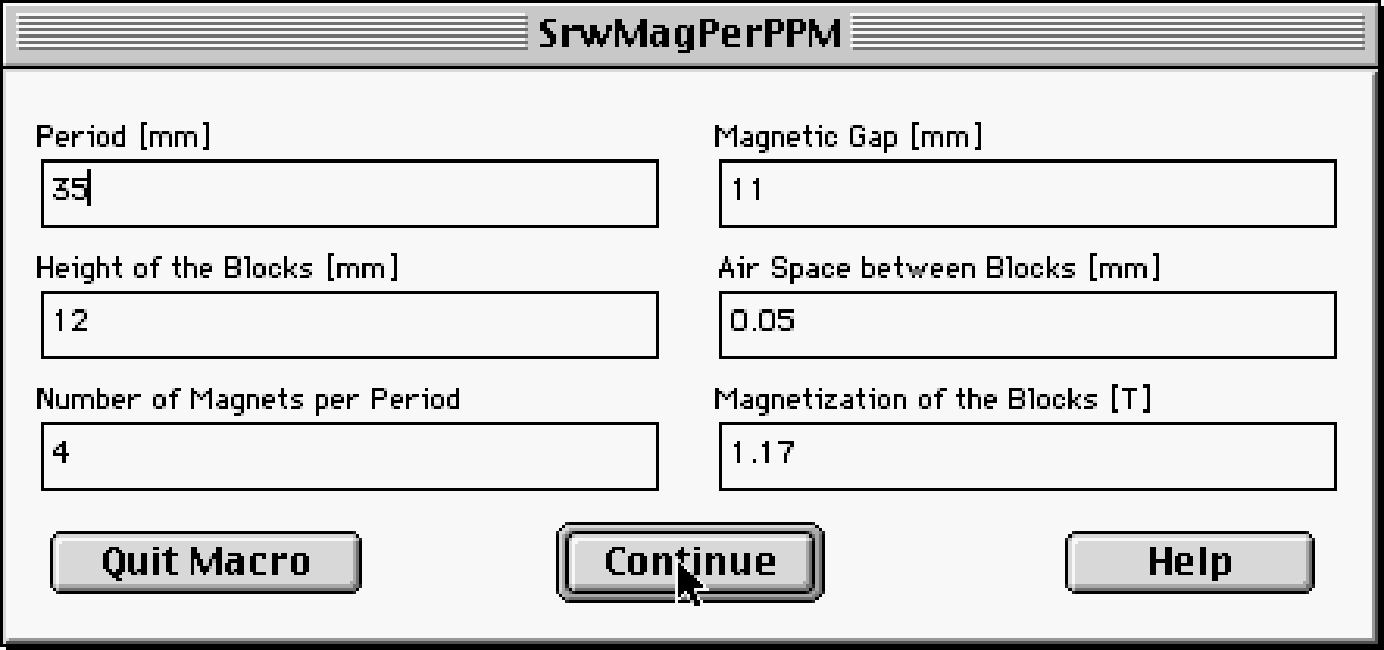 SrwMagPerPPM
Period [mm]
Magnetic Gap [mm]
35
11
Height of the Blocks [mm]
Air Space between Blocks [mm]
12
0.05
Number of Magnets per Period
Magnetization of the Blocks [T]
4
1.17
Quit Macro
Continue
Help